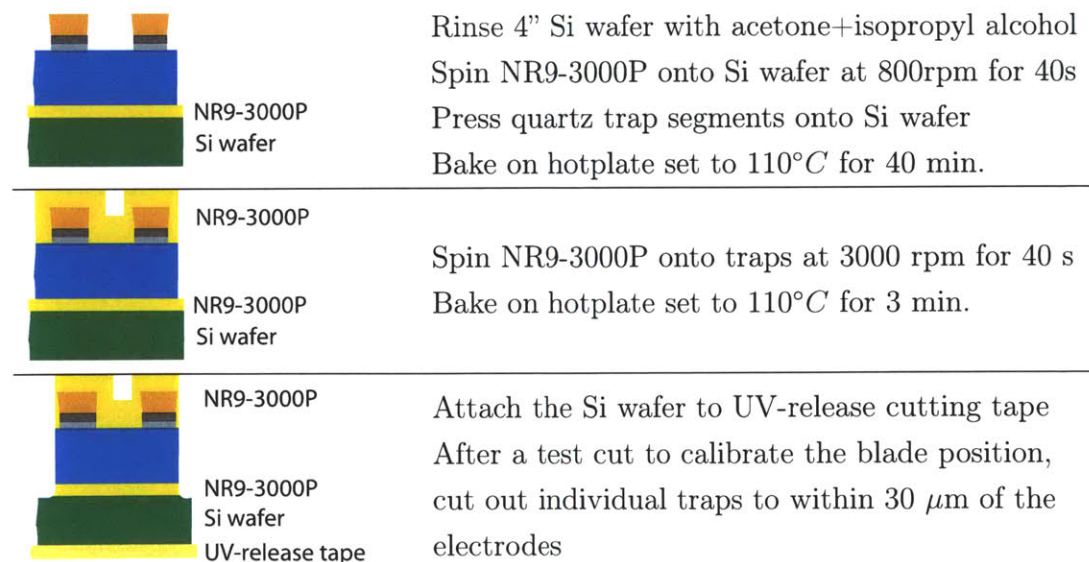 Rinse 4” Si wafer with acetone+isopropyl alcohol
Spin NR9-3000P onto Si wafer at 800rpm for 40s
Press quartz trap segments onto Si wafer
Bake on hotplate set to 110°C for 40 min.
NR9-3000P
Si wafer
Spin NR9-3000P onto traps at 3000 rpm for 40 s
Bake on hotplate set to 110°C for 3 min.
NR9-3000P
NR9-3000P
Si wafer
Attach the Si wafer to UV-release cutting tape
After a test cut to calibrate the blade position,
cut out individual traps to within 30 μm of the
electrodes
NR9-3000P
NR9-3000P
Si wafer
UV-release tape